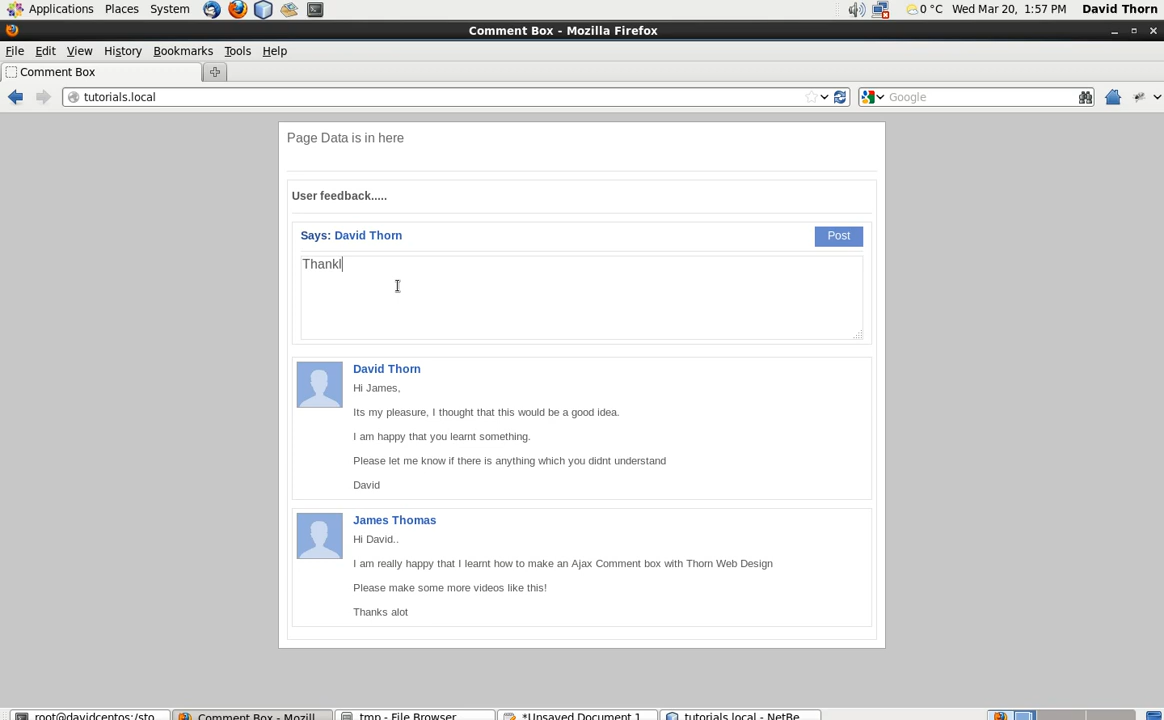 Applications Places System 0 °C Wed Mar 20, 1:57 PM David Thorn
Comment Box - Mozilla Firefox
File Edit View History Bookmarks Tools Help
Comment Box
tutorials.local Google
Page Data is in here
User feedback.....
Says: David Thorn Post
Thankl
David Thorn
Hi James,
Its my pleasure, I thought that this would be a good idea.
I am happy that you learnt something.
Please let me know if there is anything which you didnt understand
David
James Thomas
Hi David..
I am really happy that I learnt how to make an Ajax Comment box with Thorn Web Design
Please make some more videos like this!
Thanks alot
root@davidcentos:/sto... Comment Box - Mozill... tmp - File Browser *Unsaved Document 1... tutorials.local - NetBe...